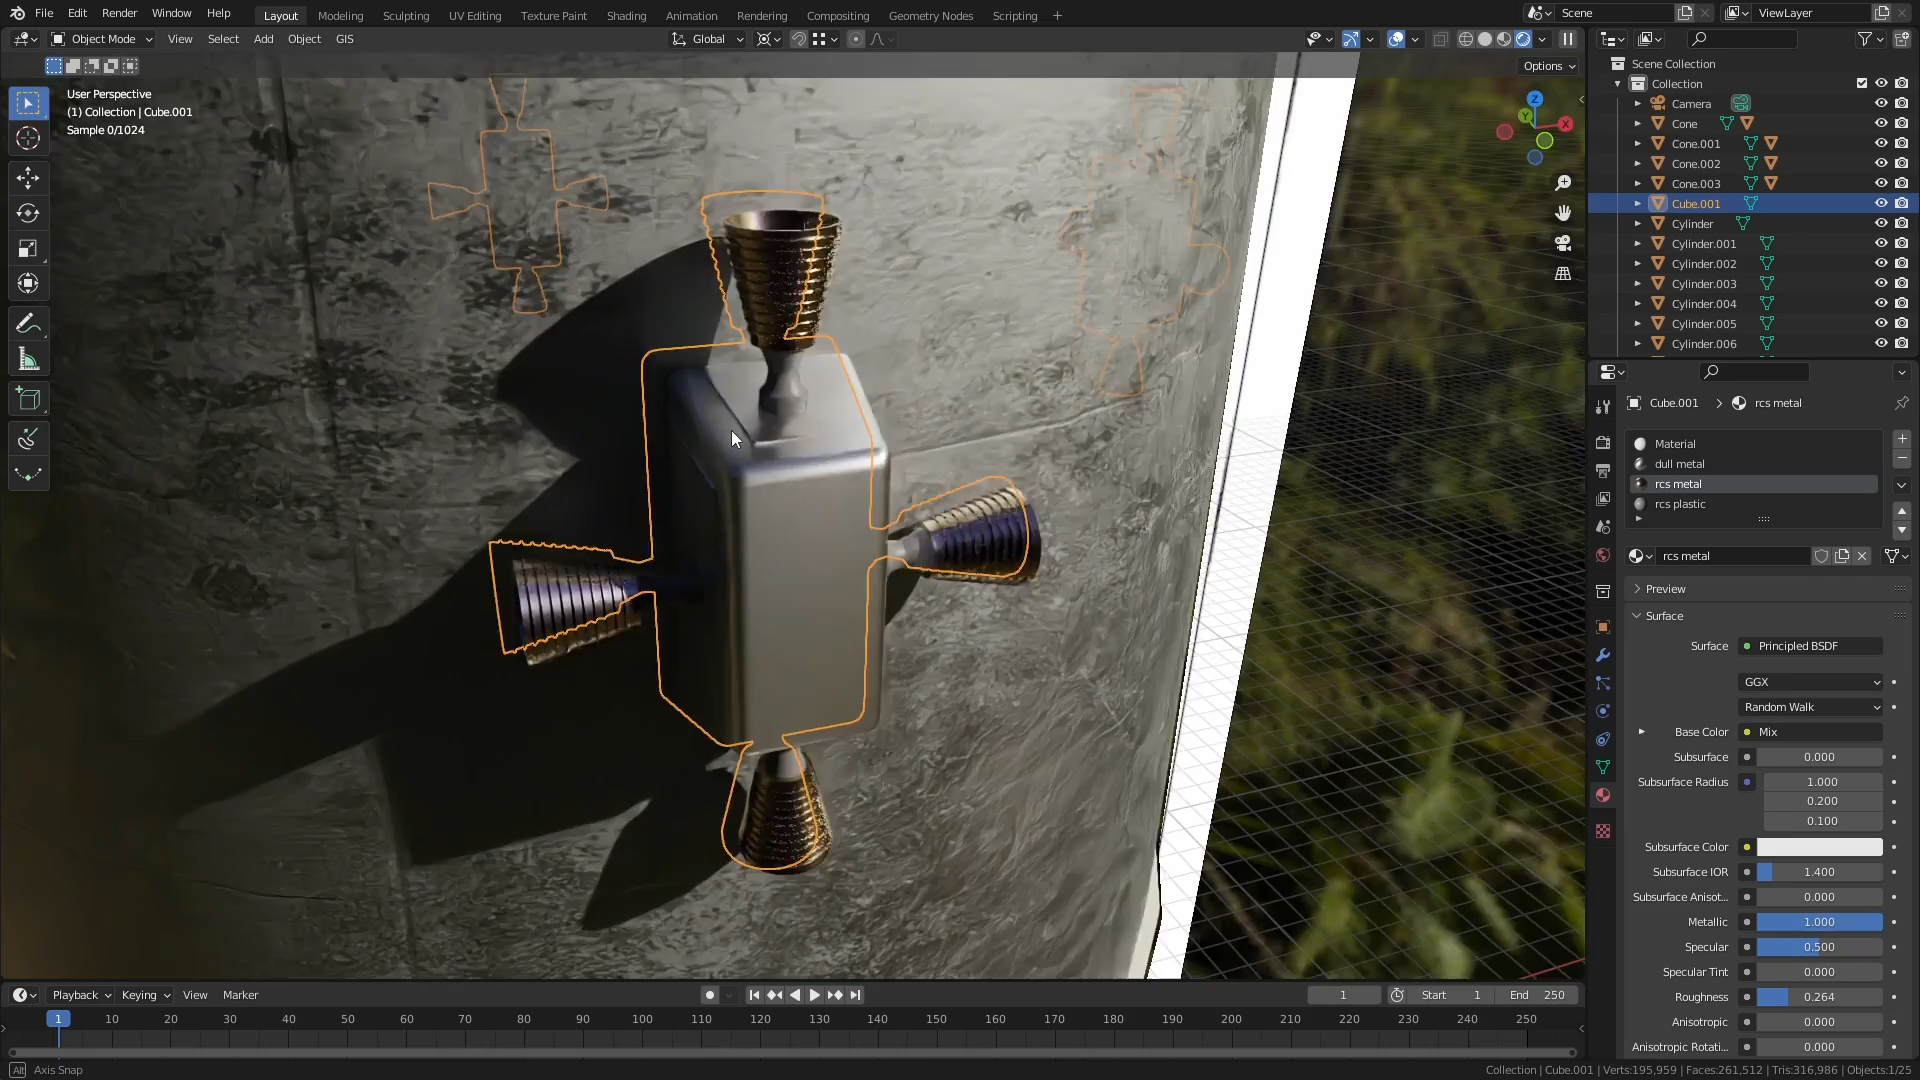 File Edit Render Window Help Layout Modeling Sculpting UV Editing Texture Paint Shading Animation Rendering Compositing Geometry Nodes Scripting + Scene ViewLayer
Object Mode View Select Add Object GIS Global
Options
User Perspective
(1) Collection | Cube.001
Sample 0/1024
Z
Y
X
Scene Collection
Collection
Camera
Cone
Cone.001
Cone.002
Cone.003
Cube.001
Cylinder
Cylinder.001
Cylinder.002
Cylinder.003
Cylinder.004
Cylinder.005
Cylinder.006
Cube.001 > rcs metal
Material
dull metal
rcs metal
rcs plastic
rcs metal
Preview
Surface
Surface Principled BSDF
GGX
Random Walk
Base Color Mix
Subsurface 0.000
Subsurface Radius 1.000
0.200
0.100
Subsurface Color
Subsurface IOR 1.400
Subsurface Anisot... 0.000
Metallic 1.000
Specular 0.500
Specular Tint 0.000
Roughness 0.264
Anisotropic 0.000
Anisotropic Rotati... 0.000
Playback Keying View Marker 1 Start 1 End 250
1 10 20 30 40 50 60 70 80 90 100 110 120 130 140 150 160 170 180 190 200 210 220 230 240 250
Alt Axis Snap Collection | Cube.001 | Verts:195,959 | Faces:261,512 | Tris:316,986 | Objects:1/25